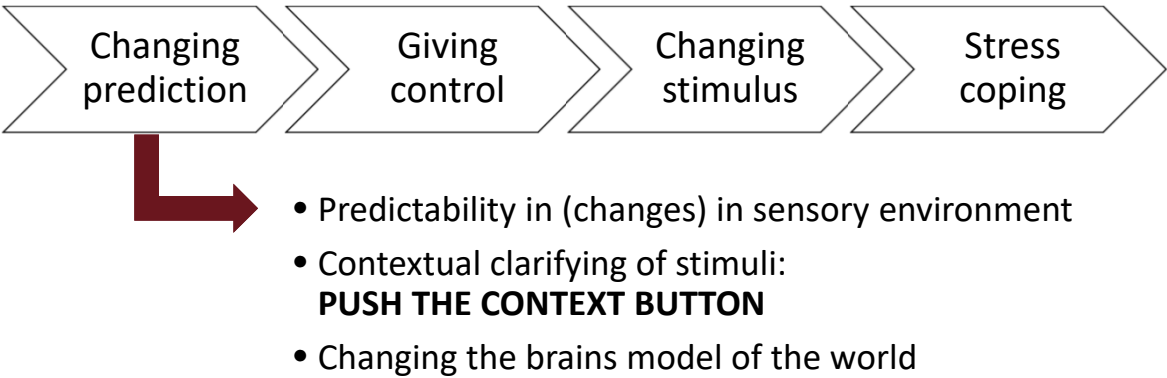 Changing
prediction
Giving
control
Changing
stimulus
Stress
coping
• Predictability in (changes) in sensory environment
• Contextual clarifying of stimuli:
PUSH THE CONTEXT BUTTON
• Changing the brains model of the world